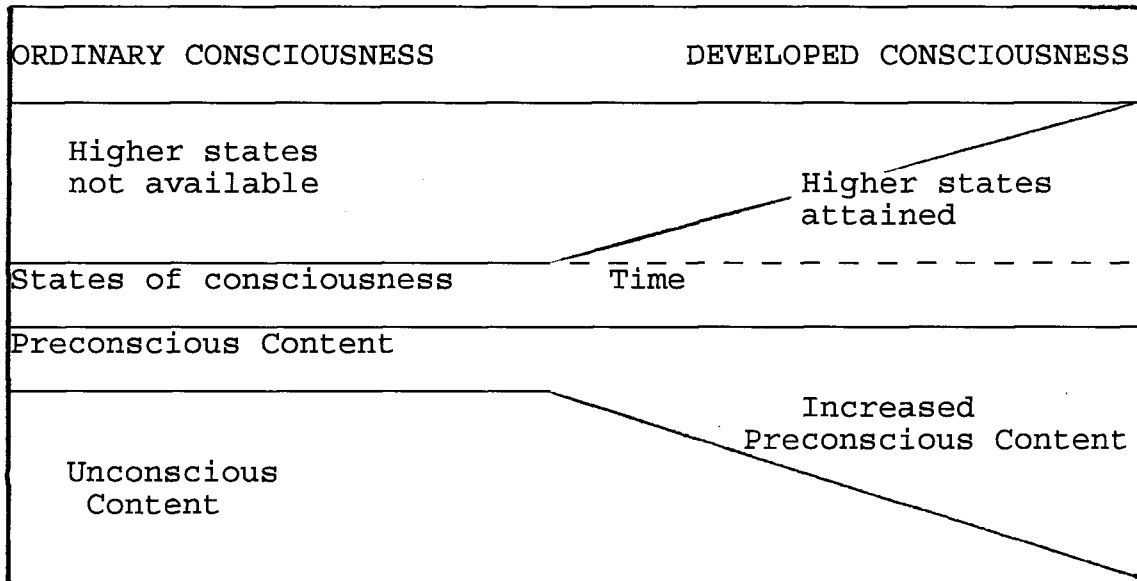 ORDINARY CONSCIOUSNESS
DEVELOPED CONSCIOUSNESS
Higher states
not available
Higher states
attained
States of consciousness
Time
Preconscious Content
Increased
Preconscious Content
Unconscious
Content